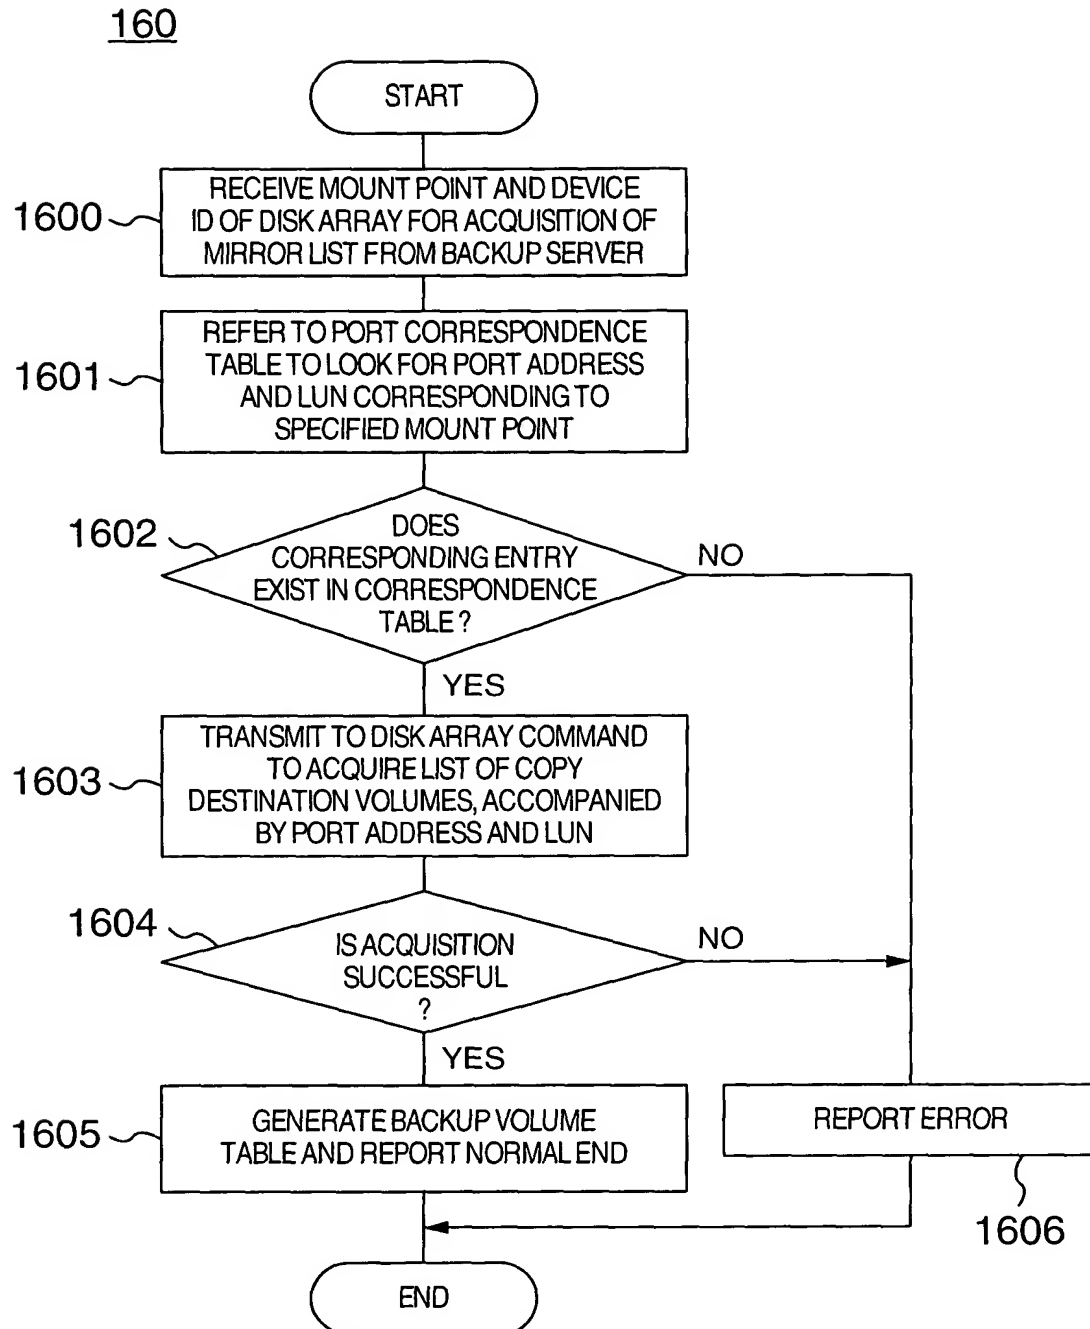 160
START
1600
RECEIVE MOUNT POINT AND DEVICE
ID OF DISK ARRAY FOR ACQUISITION OF
MIRROR LIST FROM BACKUP SERVER
1601
REFER TO PORT CORRESPONDENCE
TABLE TO LOOK FOR PORT ADDRESS
AND LUN CORRESPONDING TO
SPECIFIED MOUNT POINT
1602
DOES
CORRESPONDING ENTRY
EXIST IN CORRESPONDENCE
TABLE ?
NO
YES
1603
TRANSMIT TO DISK ARRAY COMMAND
TO ACQUIRE LIST OF COPY
DESTINATION VOLUMES, ACCOMPANIED
BY PORT ADDRESS AND LUN
1604
IS ACQUISITION
SUCCESSFUL
?
NO
YES
1605
GENERATE BACKUP VOLUME
TABLE AND REPORT NORMAL END
REPORT ERROR
1606
END